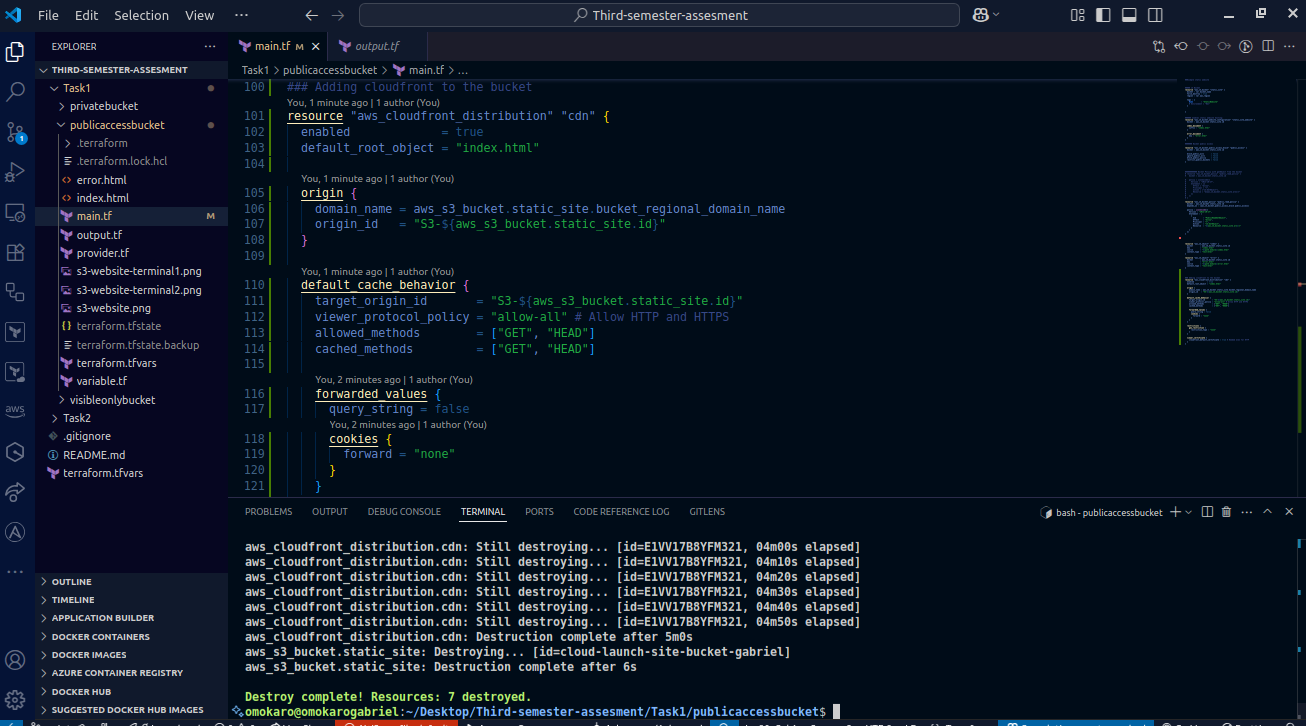 File Edit Selection View ··· Third-semester-assesment
EXPLORER ···
THIRD-SEMESTER-ASSESMENT
Task1
privatebucket
publicaccessbucket
.terraform
.terraform.lock.hcl
error.html
index.html
main.tf M
output.tf
provider.tf
s3-website-terminal1.png
s3-website-terminal2.png
s3-website.png
terraform.tfstate
terraform.tfstate.backup
terraform.tfvars
variable.tf
visibleonlybucket
Task2
.gitignore
README.md
terraform.tfvars
OUTLINE
TIMELINE
APPLICATION BUILDER
DOCKER CONTAINERS
DOCKER IMAGES
AZURE CONTAINER REGISTRY
DOCKER HUB
SUGGESTED DOCKER HUB IMAGES
1
aws
main.tf M output.tf
Task1 > publicaccessbucket > main.tf > ...
100 ### Adding cloudfront to the bucket
You, 1 minute ago | 1 author (You)
101 resource "aws_cloudfront_distribution" "cdn" {
102 enabled = true
103 default_root_object = "index.html"
104
You, 1 minute ago | 1 author (You)
105 origin {
106 domain_name = aws_s3_bucket.static_site.bucket_regional_domain_name
107 origin_id = "S3-${aws_s3_bucket.static_site.id}"
108 }
109
You, 1 minute ago | 1 author (You)
110 default_cache_behavior {
111 target_origin_id = "S3-${aws_s3_bucket.static_site.id}"
112 viewer_protocol_policy = "allow-all" # Allow HTTP and HTTPS
113 allowed_methods = ["GET", "HEAD"]
114 cached_methods = ["GET", "HEAD"]
115
You, 2 minutes ago | 1 author (You)
116 forwarded_values {
117 query_string = false
You, 2 minutes ago | 1 author (You)
118 cookies {
119 forward = "none"
120 }
121 }
PROBLEMS OUTPUT DEBUG CONSOLE TERMINAL PORTS CODE REFERENCE LOG GITLENS bash - publicaccessbucket
aws_cloudfront_distribution.cdn: Still destroying... [id=E1VV17B8YFM321, 04m00s elapsed]
aws_cloudfront_distribution.cdn: Still destroying... [id=E1VV17B8YFM321, 04m10s elapsed]
aws_cloudfront_distribution.cdn: Still destroying... [id=E1VV17B8YFM321, 04m20s elapsed]
aws_cloudfront_distribution.cdn: Still destroying... [id=E1VV17B8YFM321, 04m30s elapsed]
aws_cloudfront_distribution.cdn: Still destroying... [id=E1VV17B8YFM321, 04m40s elapsed]
aws_cloudfront_distribution.cdn: Still destroying... [id=E1VV17B8YFM321, 04m50s elapsed]
aws_cloudfront_distribution.cdn: Destruction complete after 5m0s
aws_s3_bucket.static_site: Destroying... [id=cloud-launch-site-bucket-gabriel]
aws_s3_bucket.static_site: Destruction complete after 6s
Destroy complete! Resources: 7 destroyed.
omokaro@omokarogabriel:~/Desktop/Third-semester-assesment/Task1/publicaccessbucket$